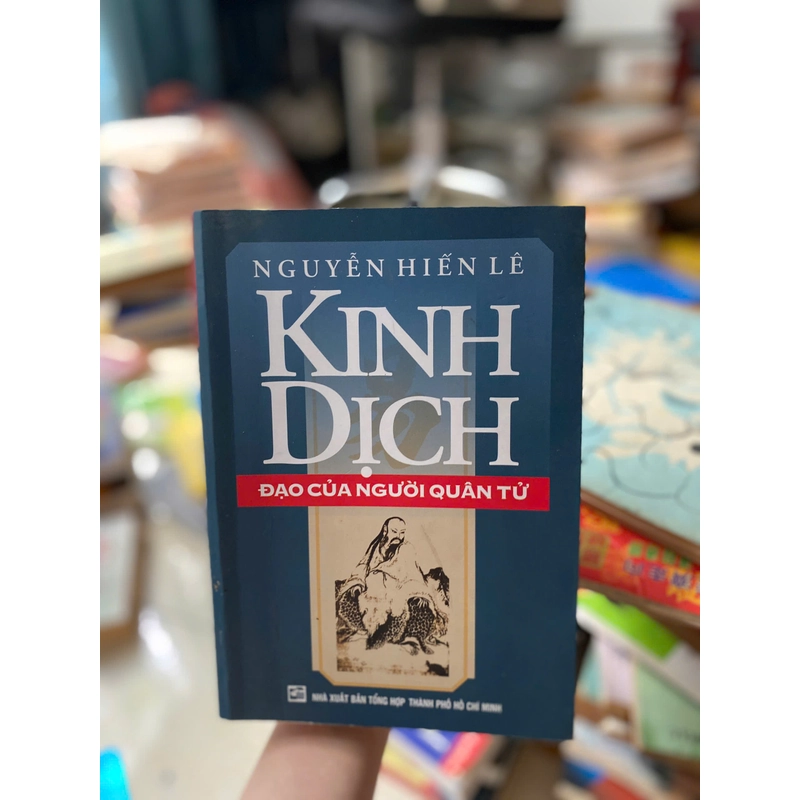 NGUYỄN HIẾN LÊ
KINH
DỊCH
ĐẠO CỦA NGƯỜI QUÂN TỬ
NHÀ XUẤT BẢN TỔNG HỢP THÀNH PHỐ HỒ CHÍ MINH